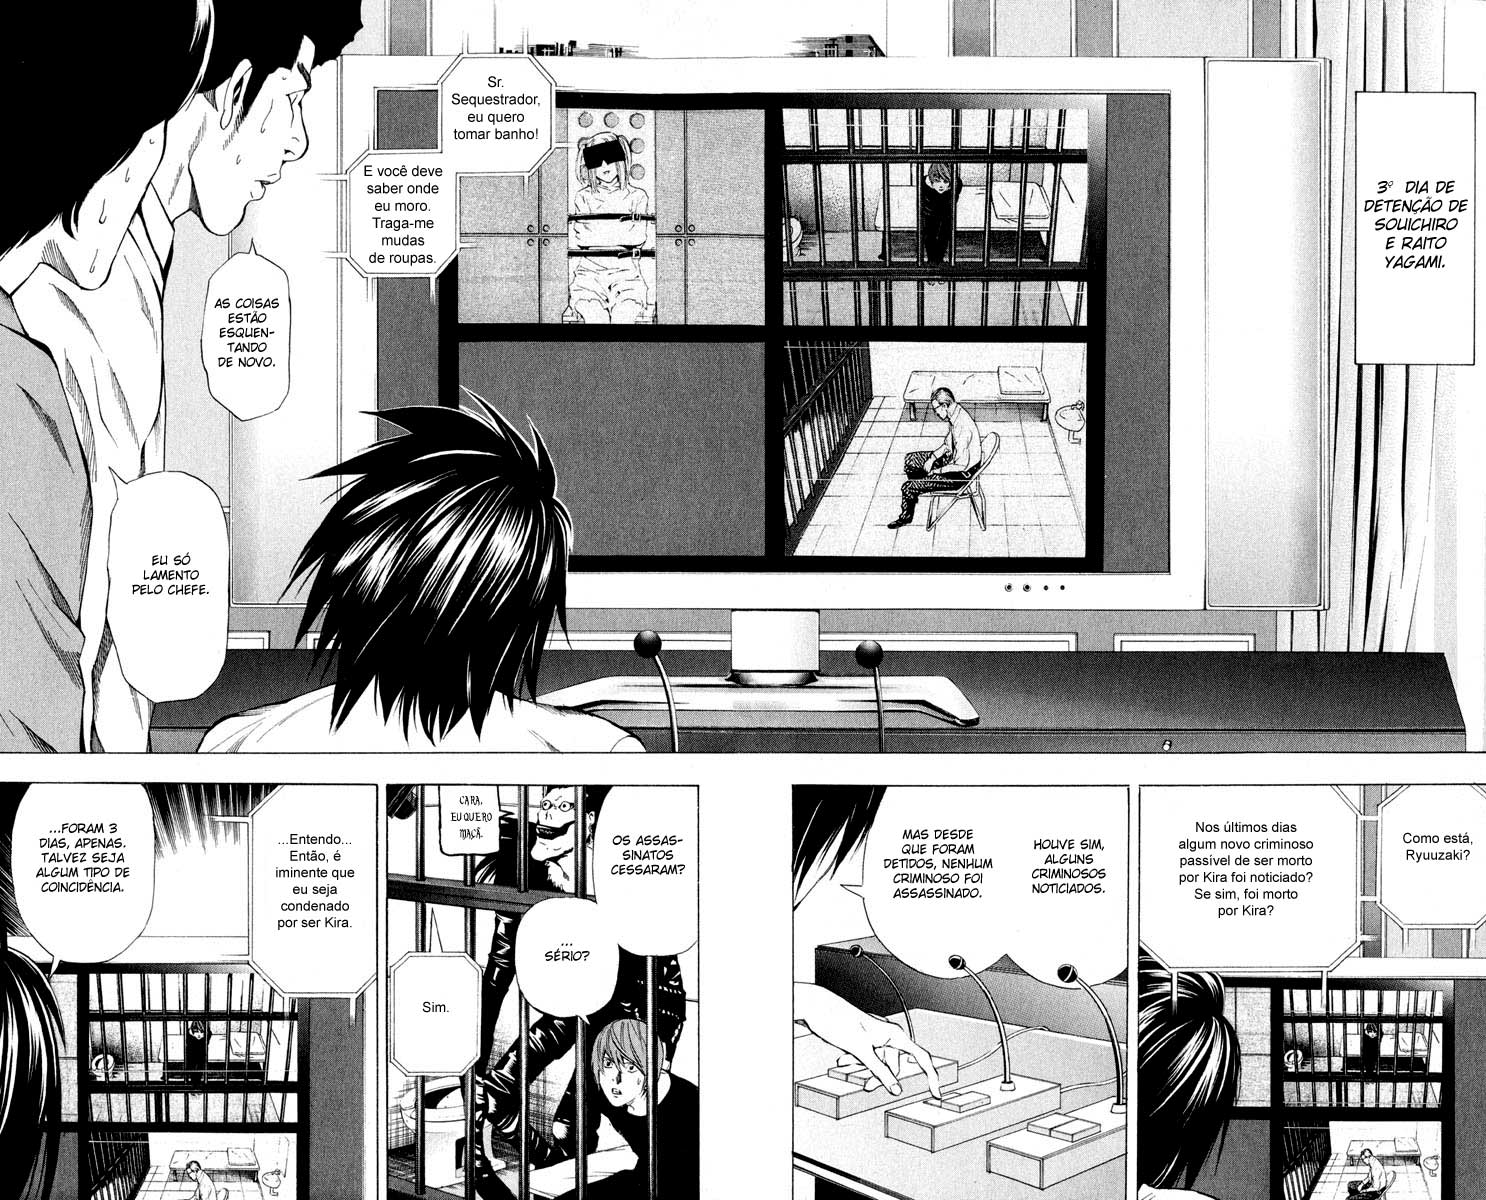 3º DIA DE
DETENÇÃO DE
SOUICHIRO
E RAITO
YAGAMI.
Sr.
Sequestrador,
eu quero
tomar banho!
E você deve
saber onde
eu moro.
Traga-me
mudas
de roupas.
AS COISAS
ESTÃO
ESQUEN-
TANDO
DE NOVO.
EU SÓ
LAMENTO
PELO CHEFE.
Como está,
Ryuuzaki?
Nos últimos dias
algum novo criminoso
passível de ser morto
por Kira foi noticiado?
Se sim, foi morto
por Kira?
HOUVE SIM,
ALGUNS
CRIMINOSOS
NOTICIADOS.
MAS DESDE
QUE FORAM
DETIDOS, NENHUM
CRIMINOSO FOI
ASSASSINADO.
OS ASSAS-
SINATOS
CESSARAM?
CARA,
EU QUERO
MAÇÃ.
...
SÉRIO?
Sim.
...Entendo...
Então, é
iminente que
eu seja
condenado
por ser Kira.
...FORAM 3
DIAS, APENAS.
TALVEZ SEJA
ALGUM TIPO DE
COINCIDÊNCIA.